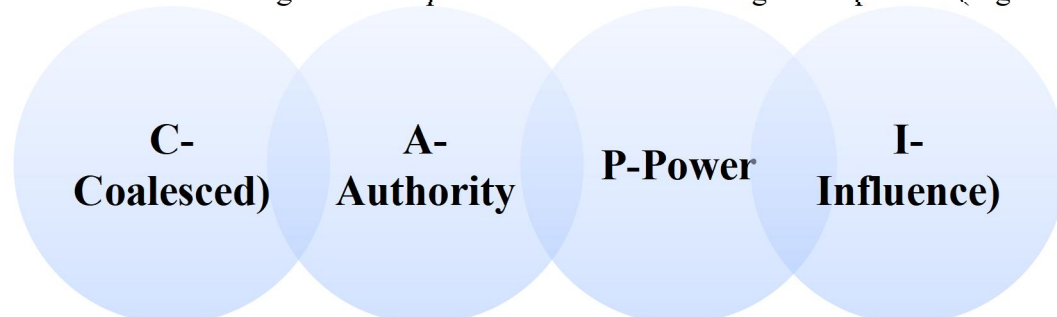 C-
Coalesced)
A-
Authority
P-Power
I-
Influence)